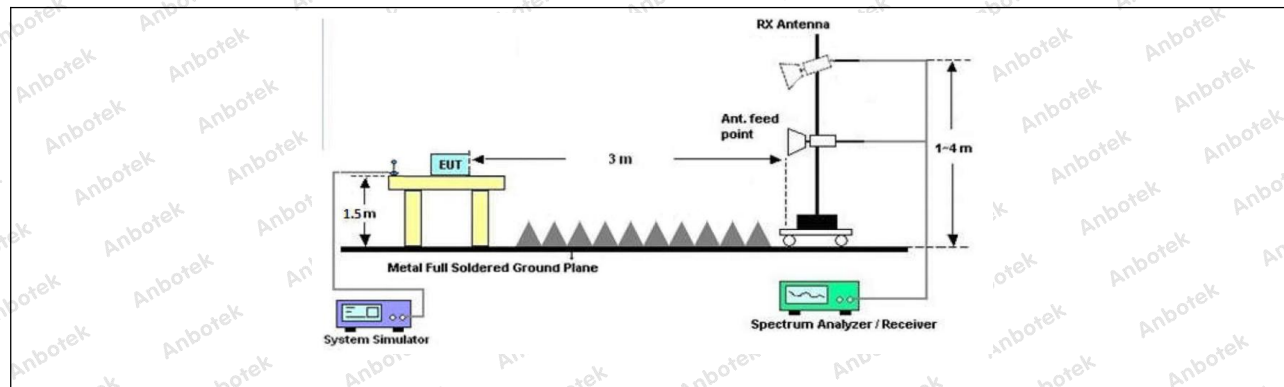 RX Antenna
Ant. feed
point
1~4 m
3 m
EUT
1.5 m
Metal Full Soldered Ground Plane
System Simulator
Spectrum Analyzer / Receiver
Anbotek